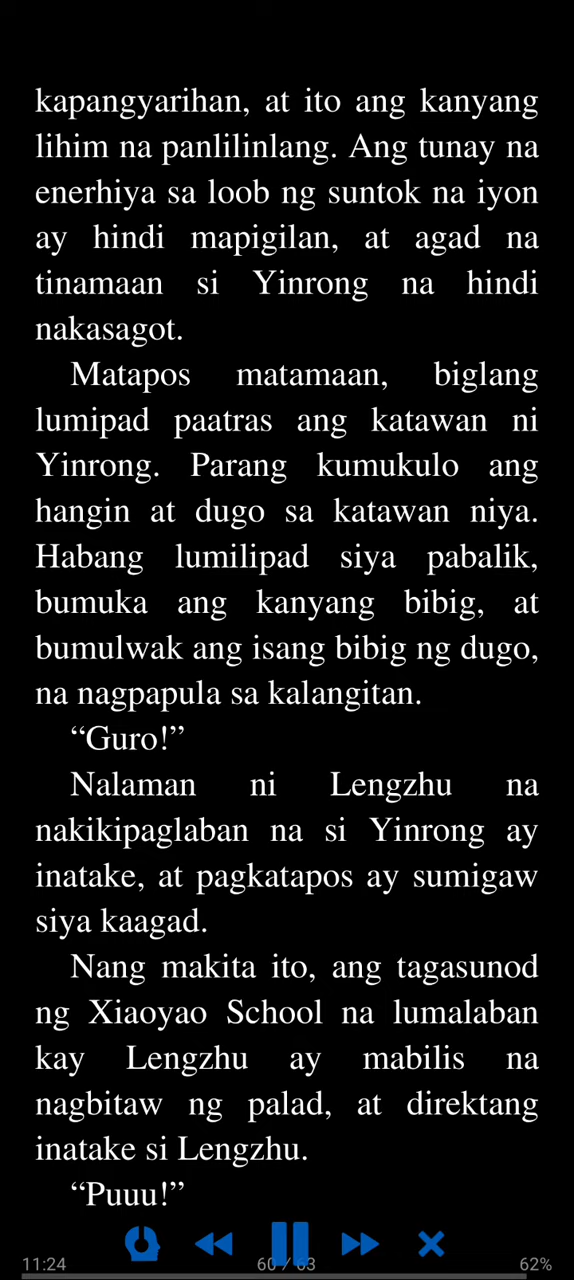 kapangyarihan, at ito ang kanyang
lihim na panlilinlang. Ang tunay na
enerhiya sa loob ng suntok na iyon
ay hindi mapigilan, at agad na
tinamaan si Yinrong na hindi
nakasagot.
Matapos matamaan, biglang
lumipad paatras ang katawan ni
Yinrong. Parang kumukulo ang
hangin at dugo sa katawan niya.
Habang lumilipad siya pabalik,
bumuka ang kanyang bibig, at
bumulwak ang isang bibig ng dugo,
na nagpapula sa kalangitan.
“Guro!”
Nalaman ni Lengzhu na
nakikipaglaban na si Yinrong ay
inatake, at pagkatapos ay sumigaw
siya kaagad.
Nang makita ito, ang tagasunod
ng Xiaoyao School na lumalaban
kay Lengzhu ay mabilis na
nagbitaw ng palad, at direktang
inatake si Lengzhu.
“Puuu!”
11:24 60 / 63 62%